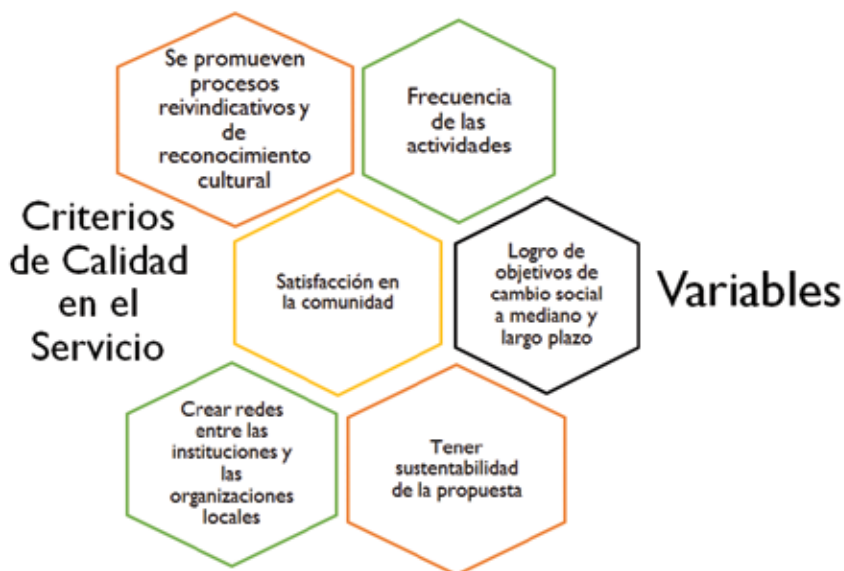 Se promueven
procesos
reivindicativos y
de
reconocimiento
cultural
Frecuencia
de las
actividades
Criterios
de Calidad
en el
Servicio
Satisfacción en
la comunidad
Logro de
objetivos de
cambio social
a mediano y
largo plazo
Variables
Crear redes
entre las
instituciones y
las
organizaciones
locales
Tener
sustentabilidad
de la propuesta